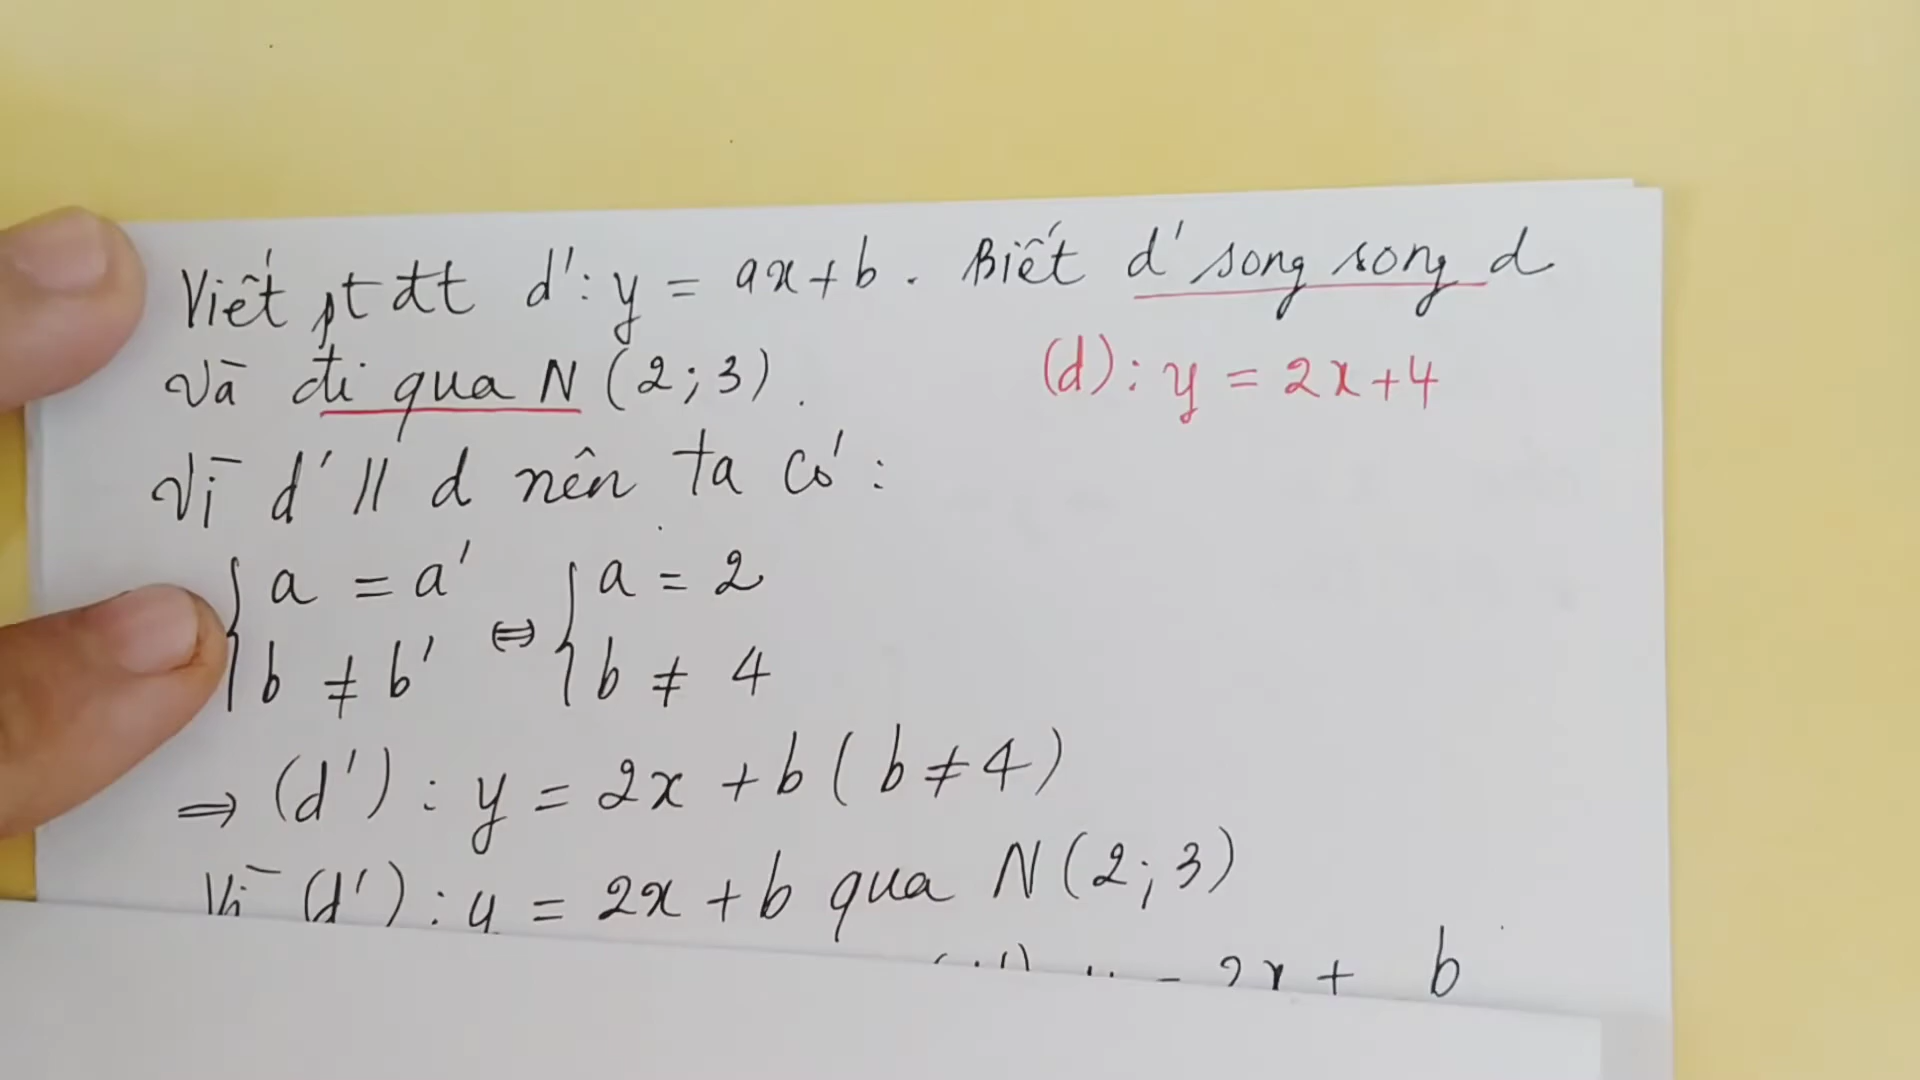 Viết pt đt d': y = ax + b. Biết d' song song d
và đi qua N (2; 3).
(d): y = 2x + 4
Vì d' // d nên ta có:
{ a = a' ⇔ { a = 2
{ b ≠ b' { b ≠ 4
⇒ (d'): y = 2x + b ( b ≠ 4)
Vì (d'): y = 2x + b qua N (2; 3)
2x + b